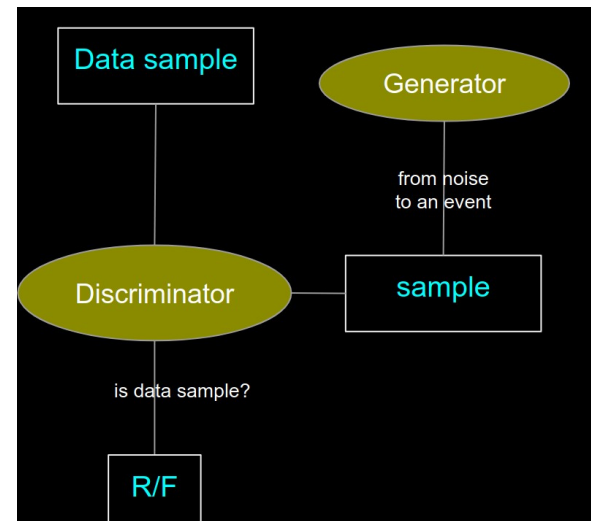 Data sample
Generator
from noise
to an event
Discriminator
sample
is data sample?
R/F